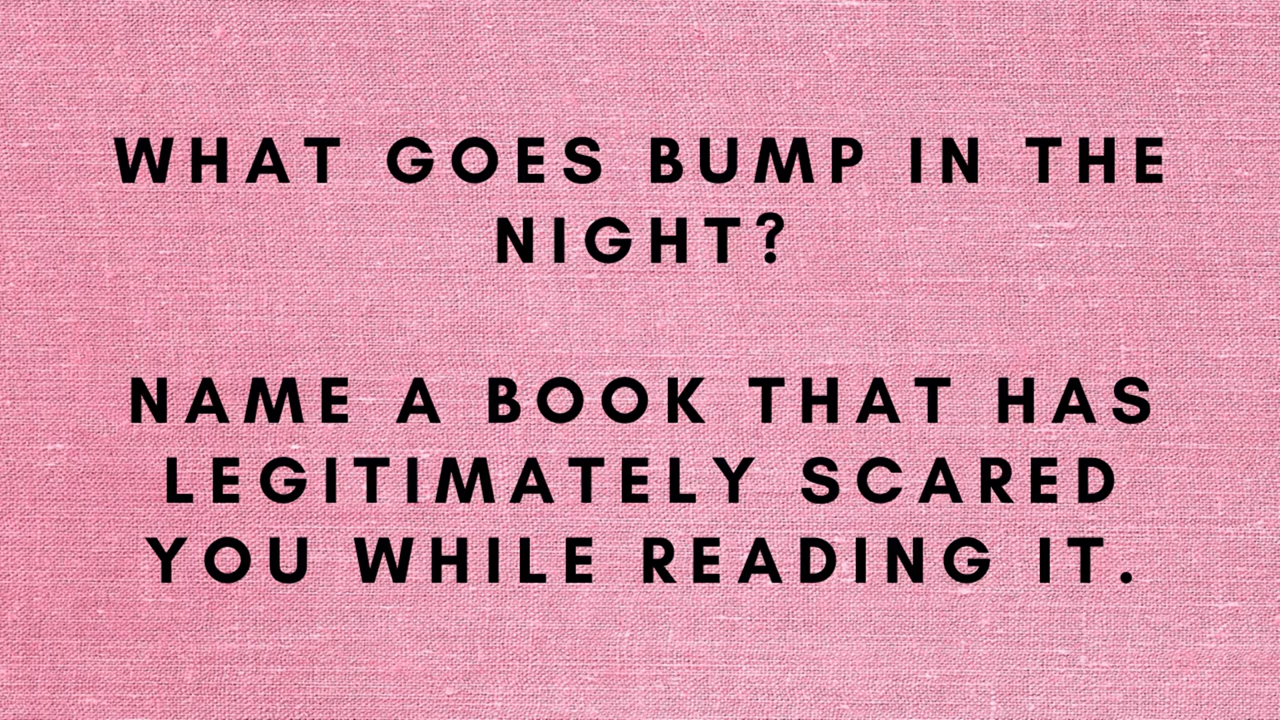 WHAT GOES BUMP IN THE
NIGHT?
NAME A BOOK THAT HAS
LEGITIMATELY SCARED
YOU WHILE READING IT.